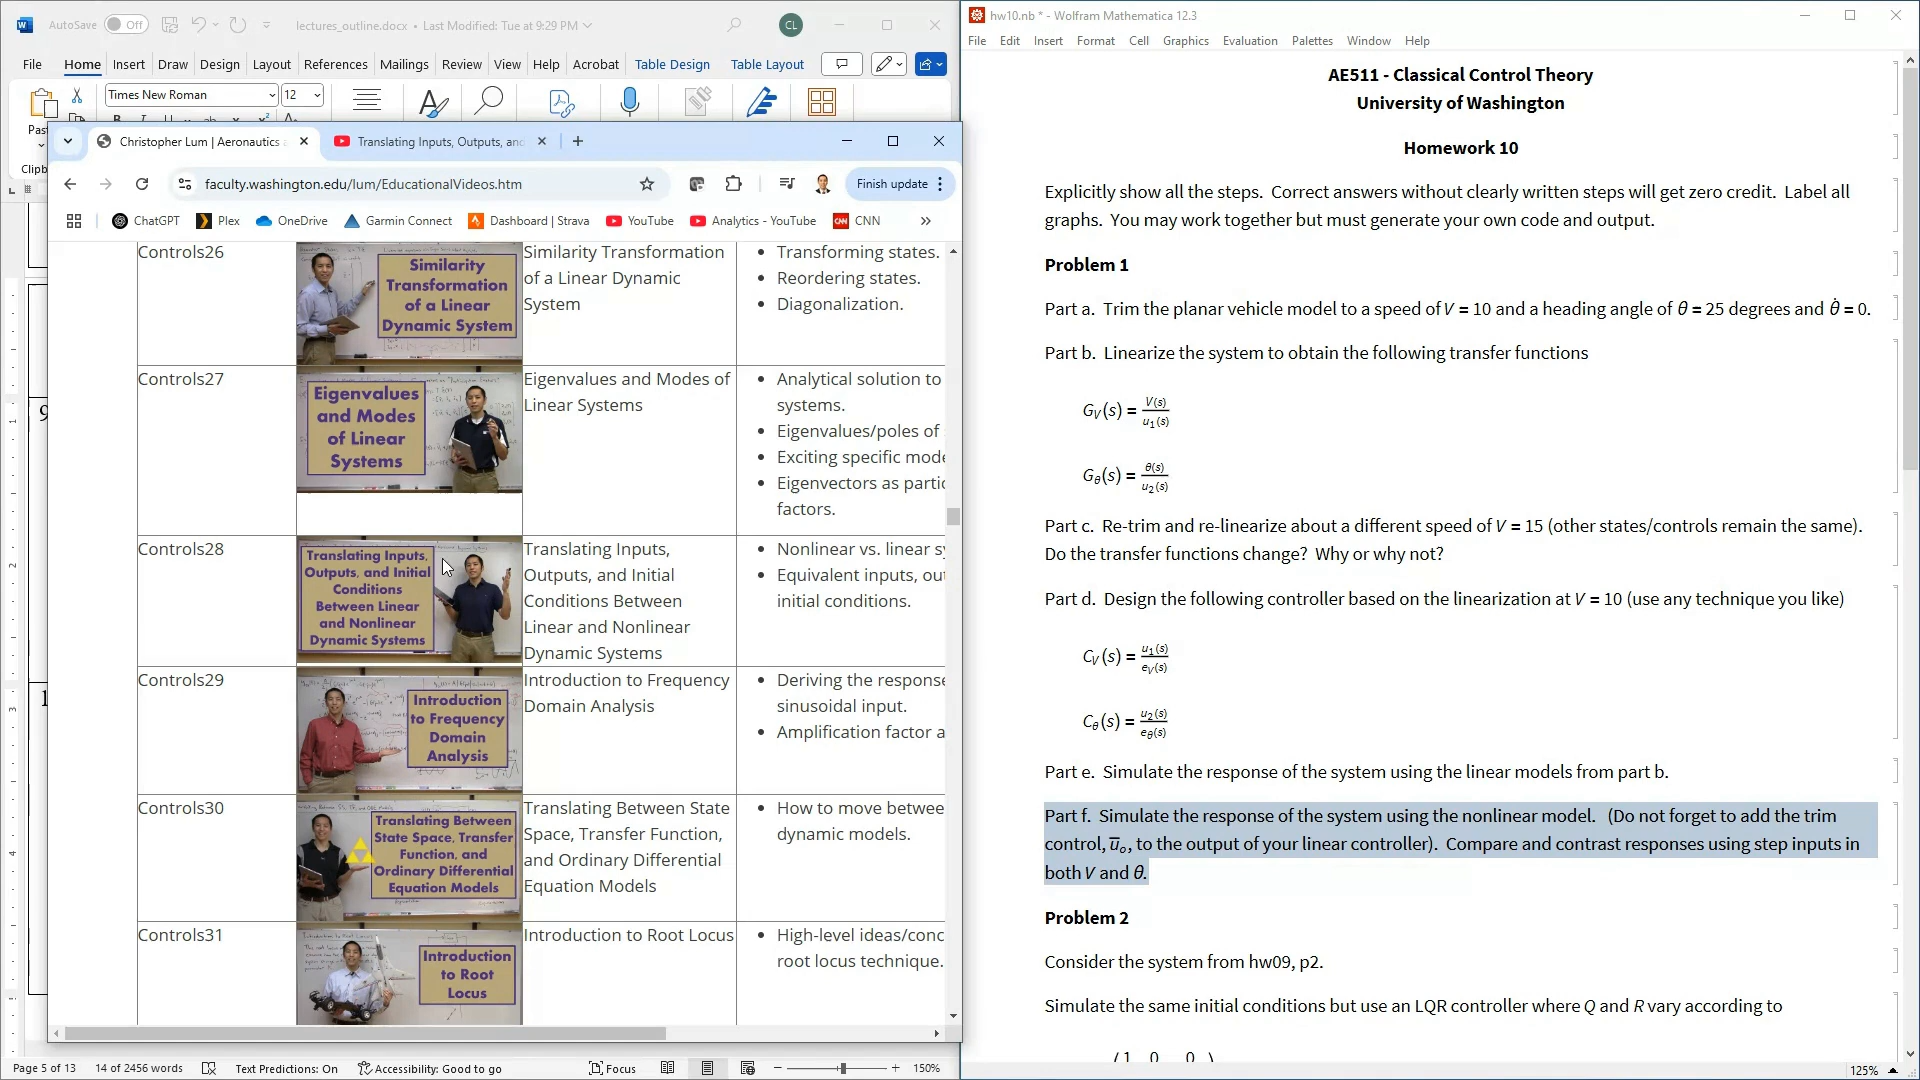 AutoSave Off lectures_outline.docx • Last Modified: Tue at 9:29 PM CL
File Home Insert Draw Design Layout References Mailings Review View Help Acrobat Table Design Table Layout
Times New Roman 12
Christopher Lum | Aeronautics Translating Inputs, Outputs, and
faculty.washington.edu/lum/EducationalVideos.htm Finish update
ChatGPT Plex OneDrive Garmin Connect Dashboard | Strava YouTube Analytics - YouTube CNN
Controls26
Similarity
Transformation
of a Linear
Dynamic System
Similarity Transformation
of a Linear Dynamic
System
• Transforming states.
• Reordering states.
• Diagonalization.
Controls27
Eigenvalues
and Modes
of Linear
Systems
Eigenvalues and Modes of
Linear Systems
• Analytical solution to
systems.
• Eigenvalues/poles of
• Exciting specific mode
• Eigenvectors as partic
factors.
Controls28
Translating Inputs,
Outputs, and Initial
Conditions
Between Linear
and Nonlinear
Dynamic Systems
Translating Inputs,
Outputs, and Initial
Conditions Between
Linear and Nonlinear
Dynamic Systems
• Nonlinear vs. linear sy
• Equivalent inputs, out
initial conditions.
Controls29
Introduction
to Frequency
Domain
Analysis
Introduction to Frequency
Domain Analysis
• Deriving the response
sinusoidal input.
• Amplification factor a
Controls30
Translating Between
State Space, Transfer
Function, and
Ordinary Differential
Equation Models
Translating Between State
Space, Transfer Function,
and Ordinary Differential
Equation Models
• How to move betwee
dynamic models.
Controls31
Introduction
to Root
Locus
Introduction to Root Locus
• High-level ideas/conc
root locus technique.
Page 5 of 13 14 of 2456 words Text Predictions: On Accessibility: Good to go Focus 150%
hw10.nb * - Wolfram Mathematica 12.3
File Edit Insert Format Cell Graphics Evaluation Palettes Window Help
AE511 - Classical Control Theory
University of Washington
Homework 10
Explicitly show all the steps. Correct answers without clearly written steps will get zero credit. Label all
graphs. You may work together but must generate your own code and output.
Problem 1
Part a. Trim the planar vehicle model to a speed of V = 10 and a heading angle of θ = 25 degrees and θ̇ = 0.
Part b. Linearize the system to obtain the following transfer functions
G_V(s) = V(s)/u₁(s)
G_θ(s) = θ(s)/u₂(s)
Part c. Re-trim and re-linearize about a different speed of V = 15 (other states/controls remain the same).
Do the transfer functions change? Why or why not?
Part d. Design the following controller based on the linearization at V = 10 (use any technique you like)
C_V(s) = u₁(s)/e_V(s)
C_θ(s) = u₂(s)/e_θ(s)
Part e. Simulate the response of the system using the linear models from part b.
Part f. Simulate the response of the system using the nonlinear model. (Do not forget to add the trim
control, u̅ₒ, to the output of your linear controller). Compare and contrast responses using step inputs in
both V and θ.
Problem 2
Consider the system from hw09, p2.
Simulate the same initial conditions but use an LQR controller where Q and R vary according to
(1 0 0)
125%